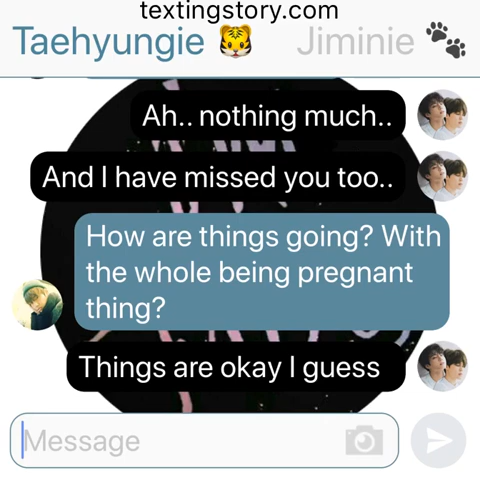 textingstory.com
Taehyungie 🐯 Jiminie 🐾
Ah.. nothing much..
And I have missed you too..
How are things going? With
the whole being pregnant
thing?
Things are okay I guess
Message